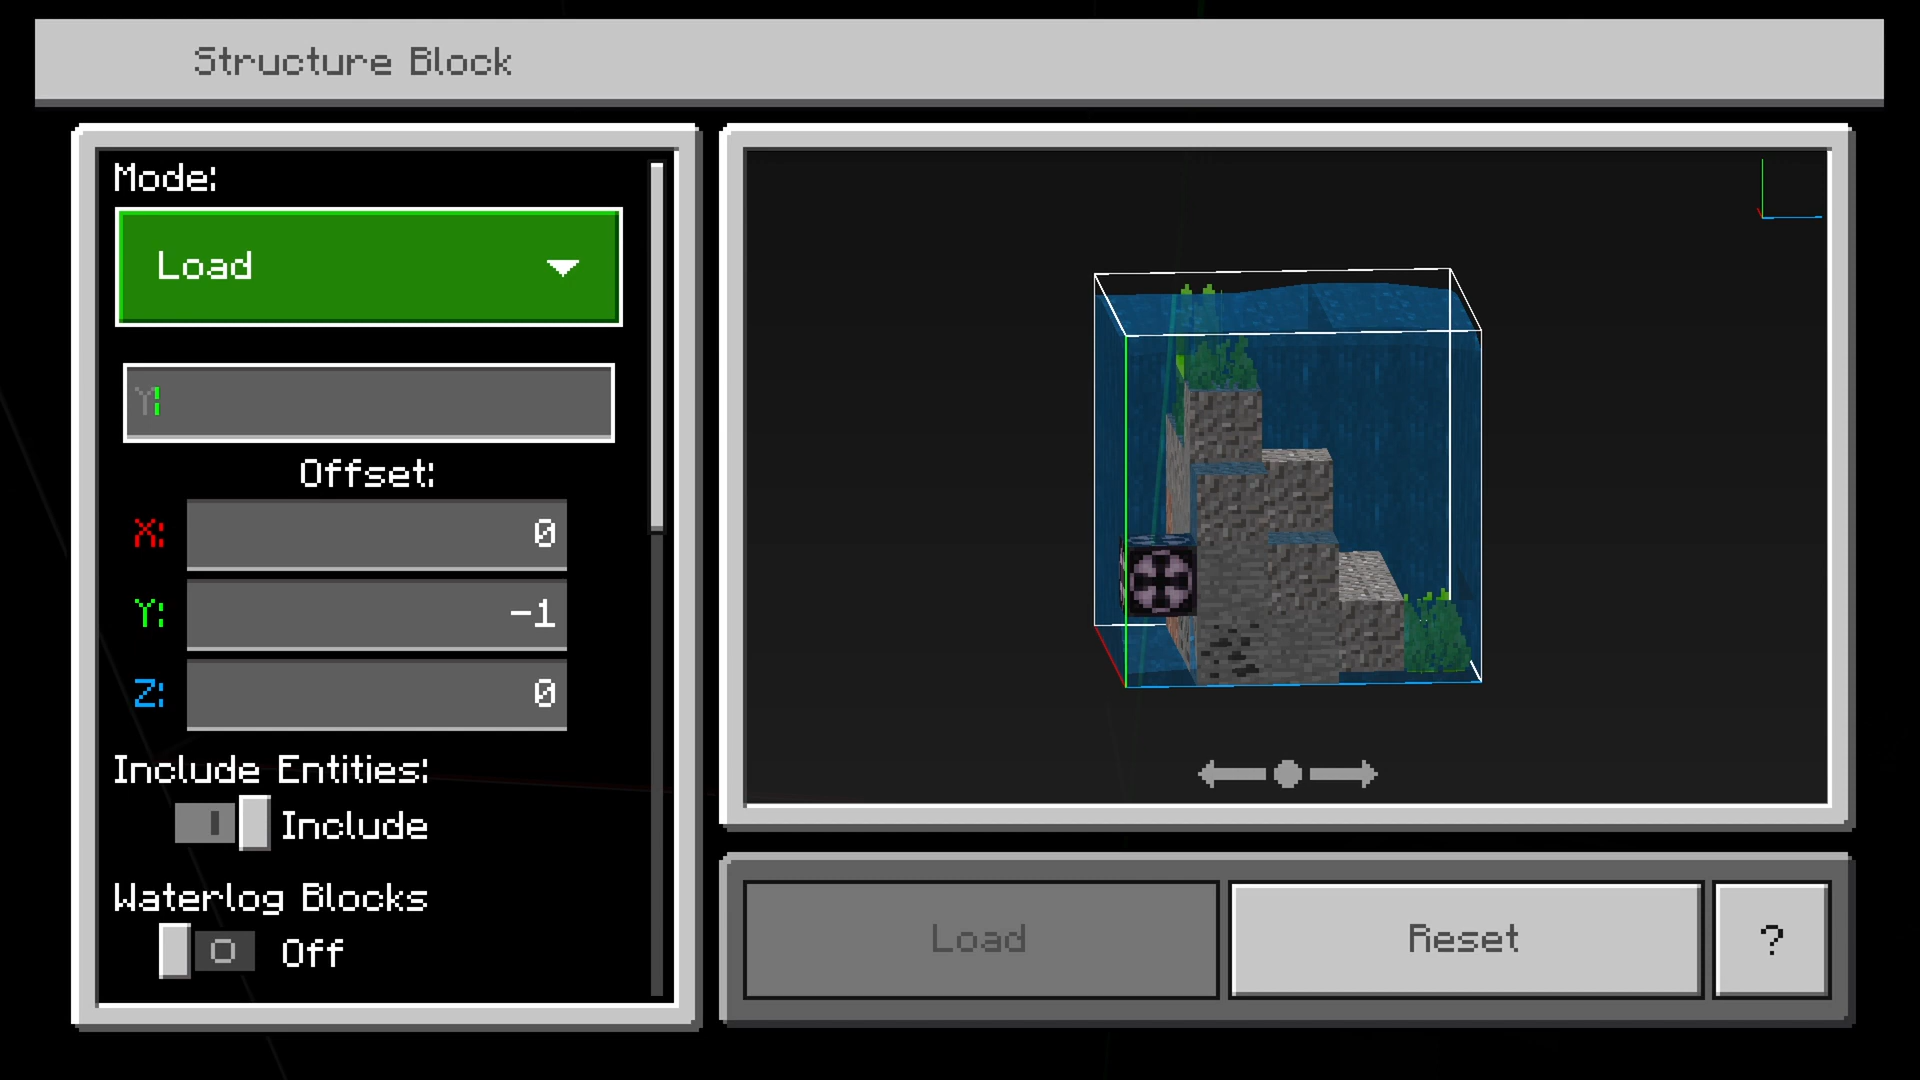 Structure Block
Mode:
Load
Y:
Offset:
X: 0
Y: -1
Z: 0
Include Entities:
Include
Waterlog Blocks
Off
Load
Reset
?